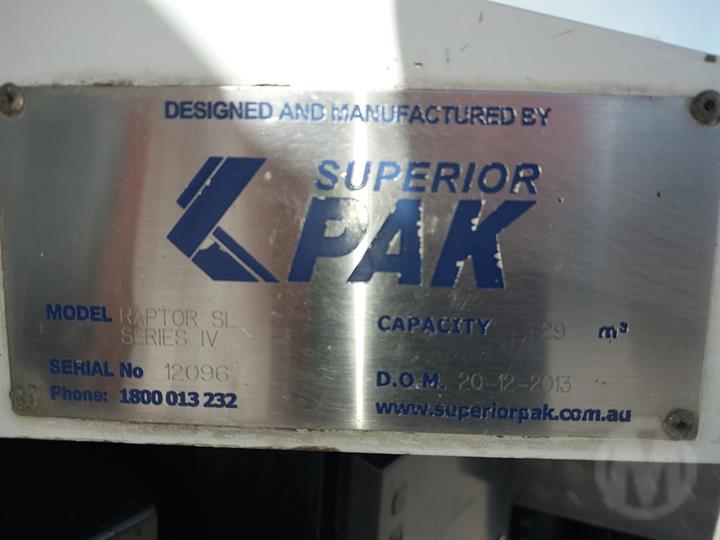 DESIGNED AND MANUFACTURED BY
SUPERIOR
PAK
MODEL RAPTOR SL
SERIES IV
CAPACITY 29 m³
SERIAL No 12096
D.O.M. 20-12-2013
Phone: 1800 013 232
www.superiorpak.com.au
M